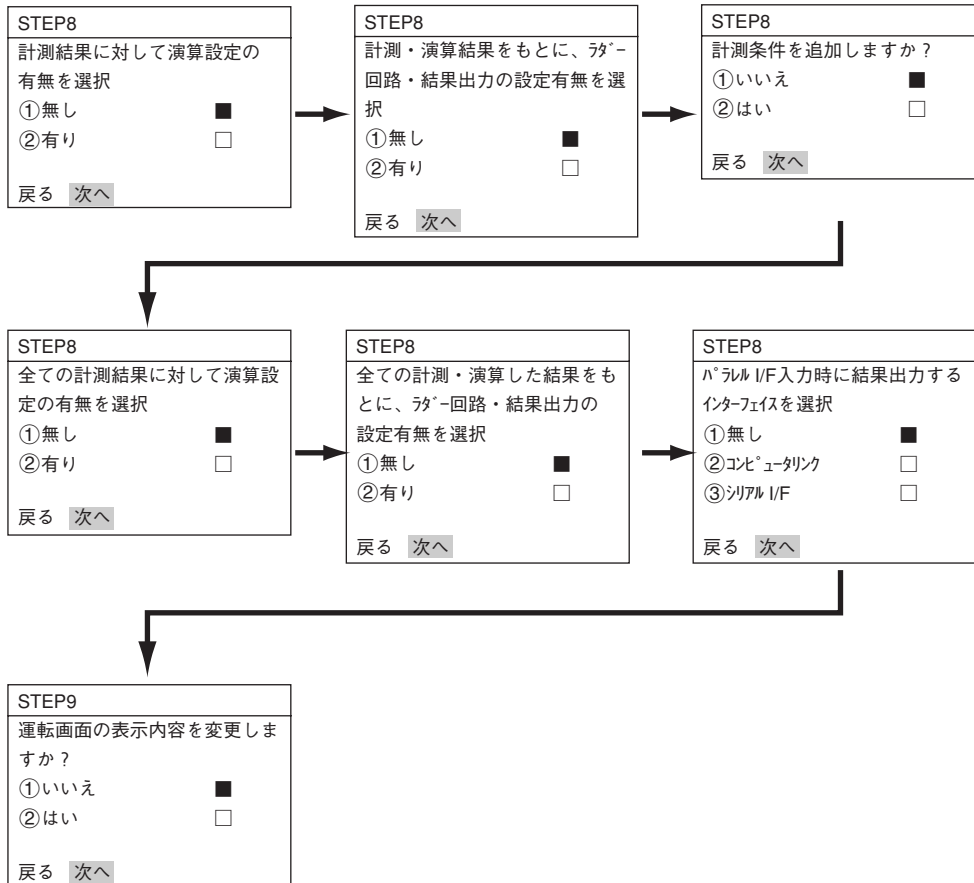 STEP8
計測結果に対して演算設定の
有無を選択
①無し ■
②有り □
戻る 次へ
STEP8
計測・演算結果をもとに、ﾗﾀﾞｰ
回路・結果出力の設定有無を選
択
①無し ■
②有り □
戻る 次へ
STEP8
計測条件を追加しますか？
①いいえ ■
②はい □
戻る 次へ
STEP8
全ての計測結果に対して演算設
定の有無を選択
①無し ■
②有り □
戻る 次へ
STEP8
全ての計測・演算した結果をも
とに、ﾗﾀﾞｰ回路・結果出力の
設定有無を選択
①無し ■
②有り □
戻る 次へ
STEP8
ﾊﾟﾗﾚﾙ I/F入力時に結果出力する
ｲﾝﾀｰﾌｪｲｽを選択
①無し ■
②ｺﾝﾋﾟｭｰﾀﾘﾝｸ □
③ｼﾘｱﾙ I/F □
戻る 次へ
STEP9
運転画面の表示内容を変更しま
すか？
①いいえ ■
②はい □
戻る 次へ